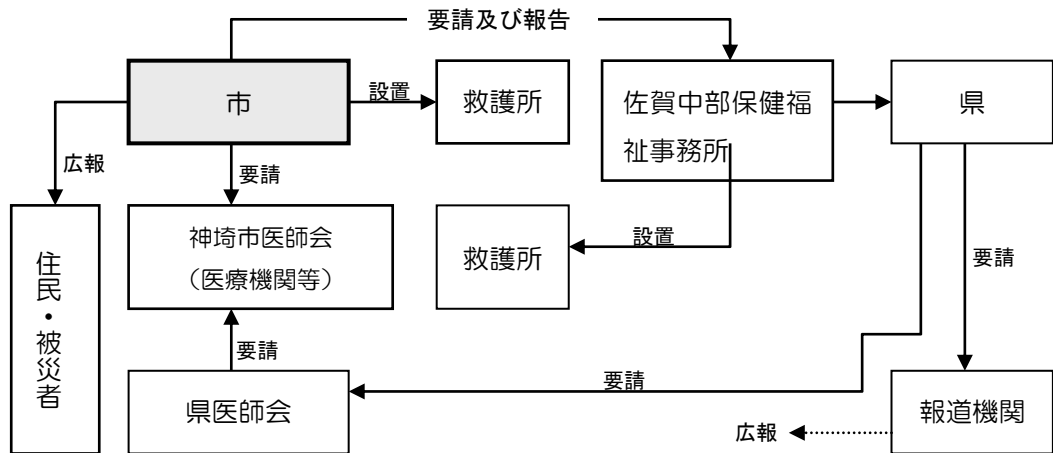 要請及び報告
市
設置
救護所
佐賀中部保健福
祉事務所
県
広報
要請
神埼市医師会
（医療機関等）
救護所
設置
要請
住民・被災者
要請
県医師会
要請
報道機関
広報